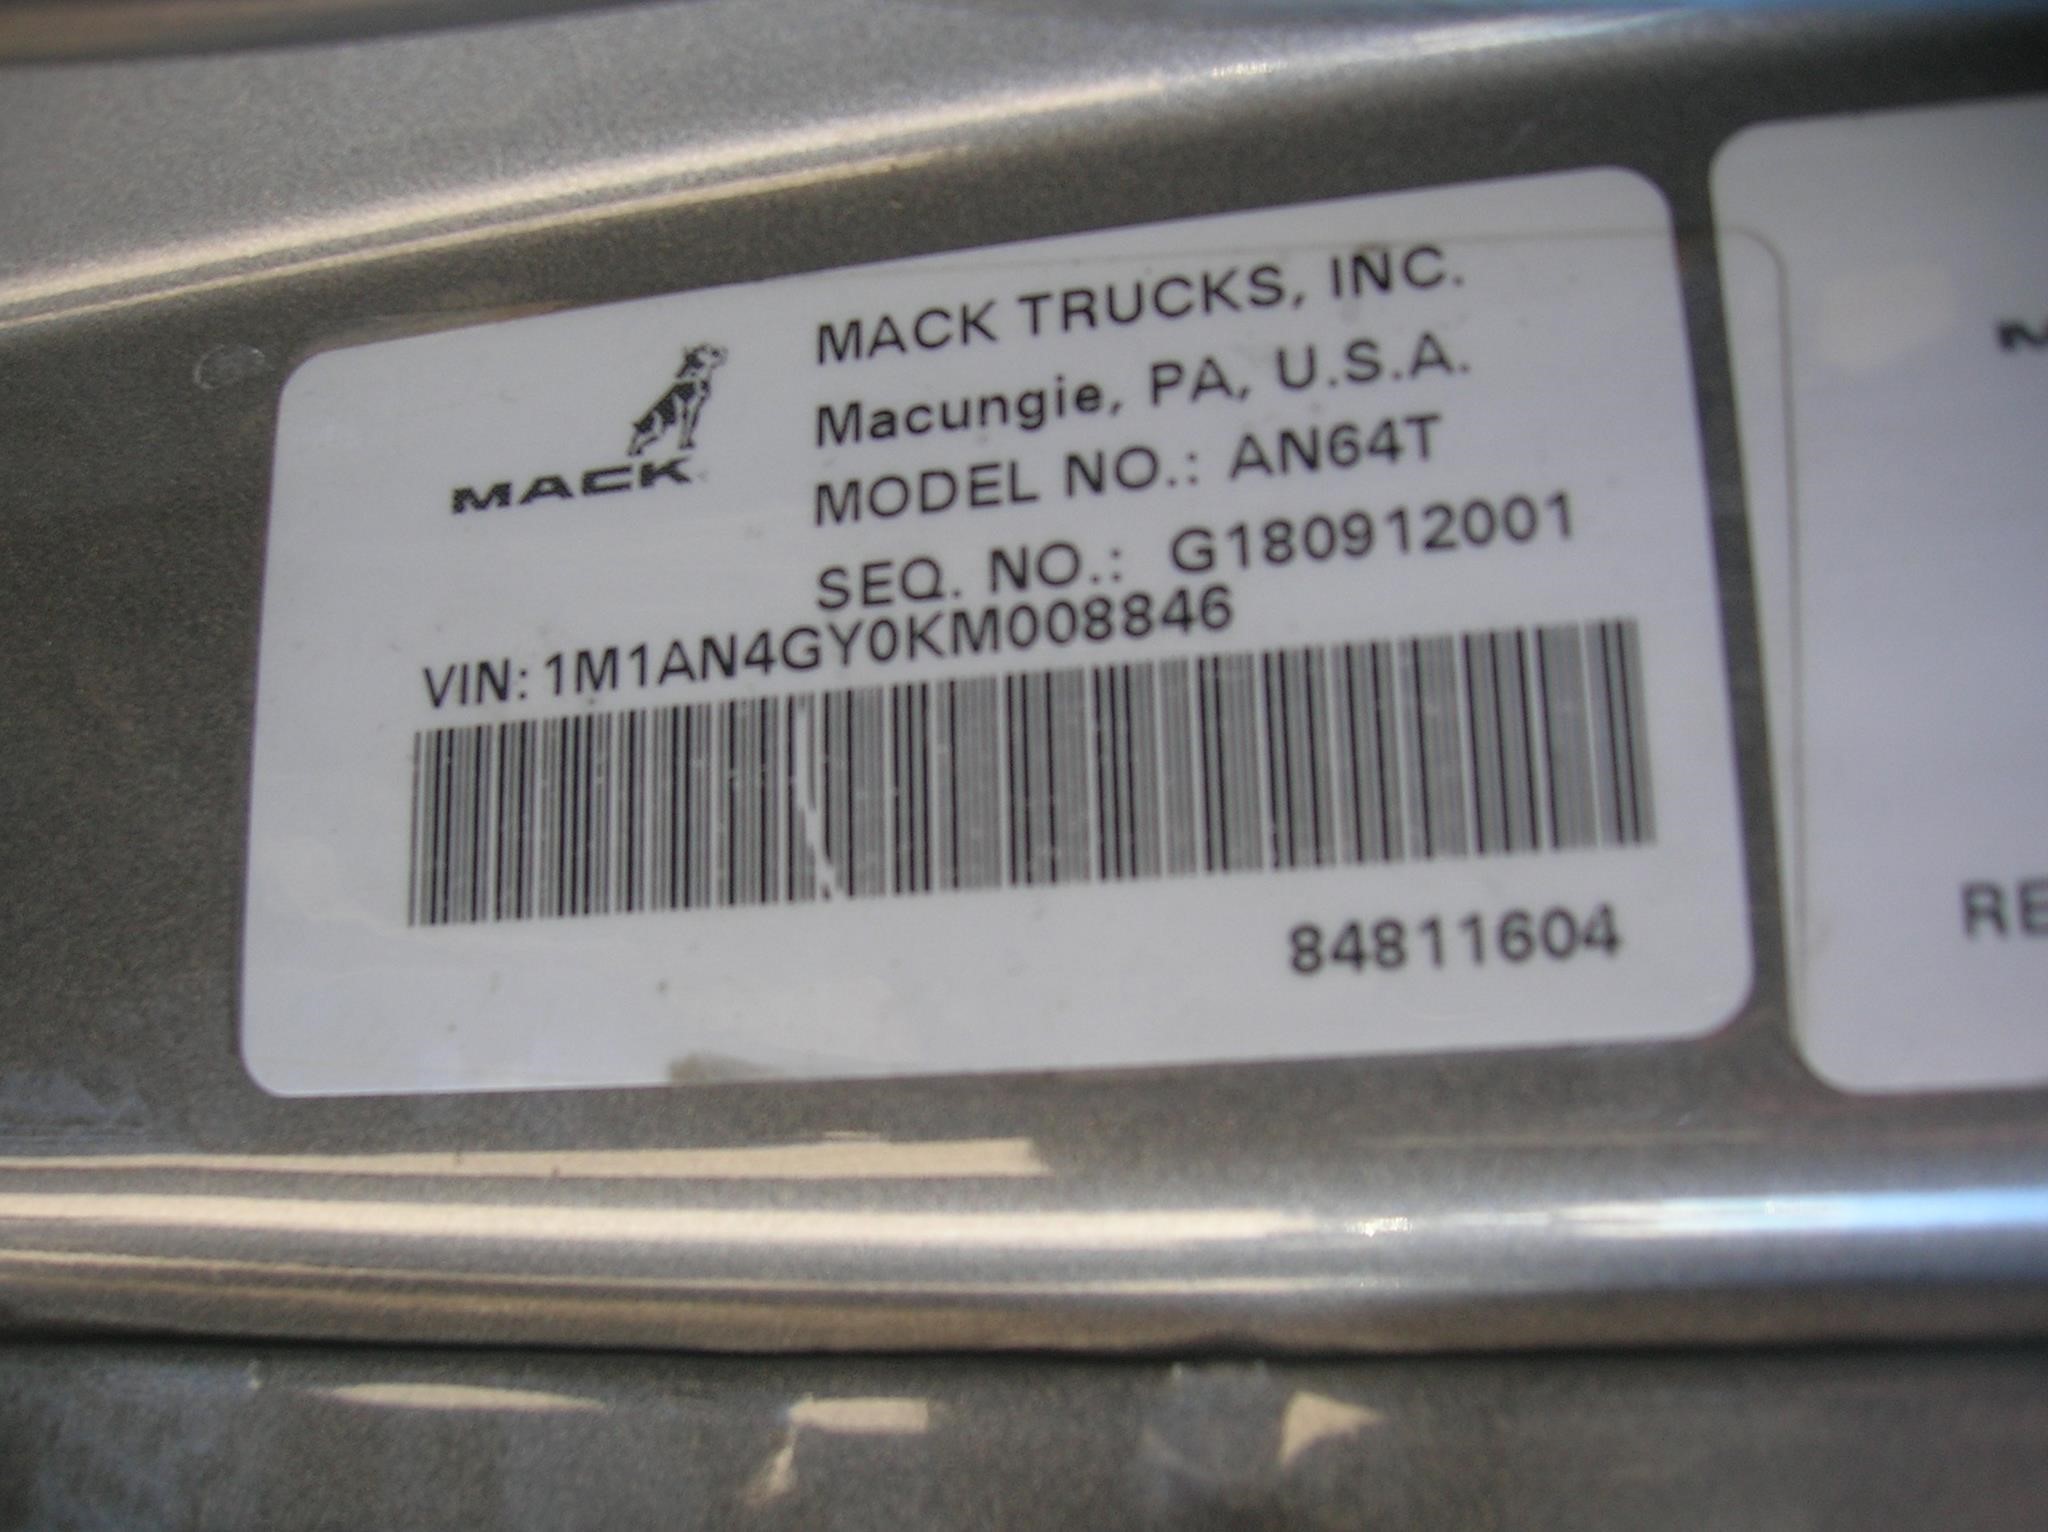 MACK
MACK TRUCKS, INC.
Macungie, PA, U.S.A.
MODEL NO.: AN64T
SEQ. NO.: G180912001
VIN: 1M1AN4GY0KM008846
84811604
RE